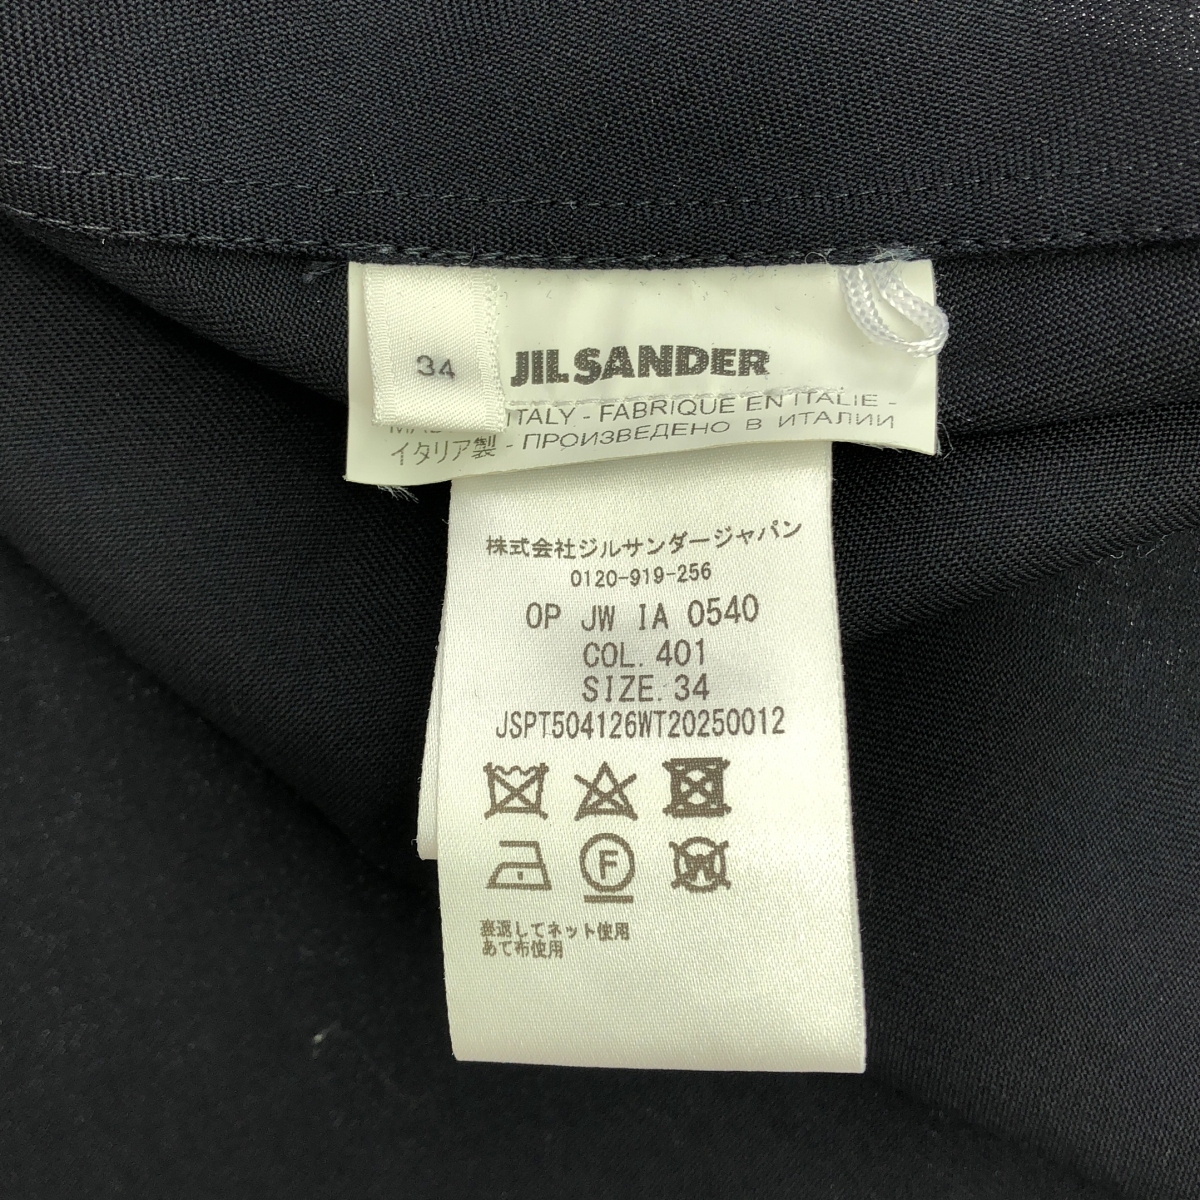 34
JIL SANDER
ITALY - FABRIQUE EN ITALIE -
イタリア製 - ПРОИЗВЕДЕНО В ИТАЛИИ
株式会社ジルサンダージャパン
0120-919-256
OP JW IA 0540
COL. 401
SIZE. 34
JSPT504126WT20250012
F
W
裏返してネット使用
あて布使用